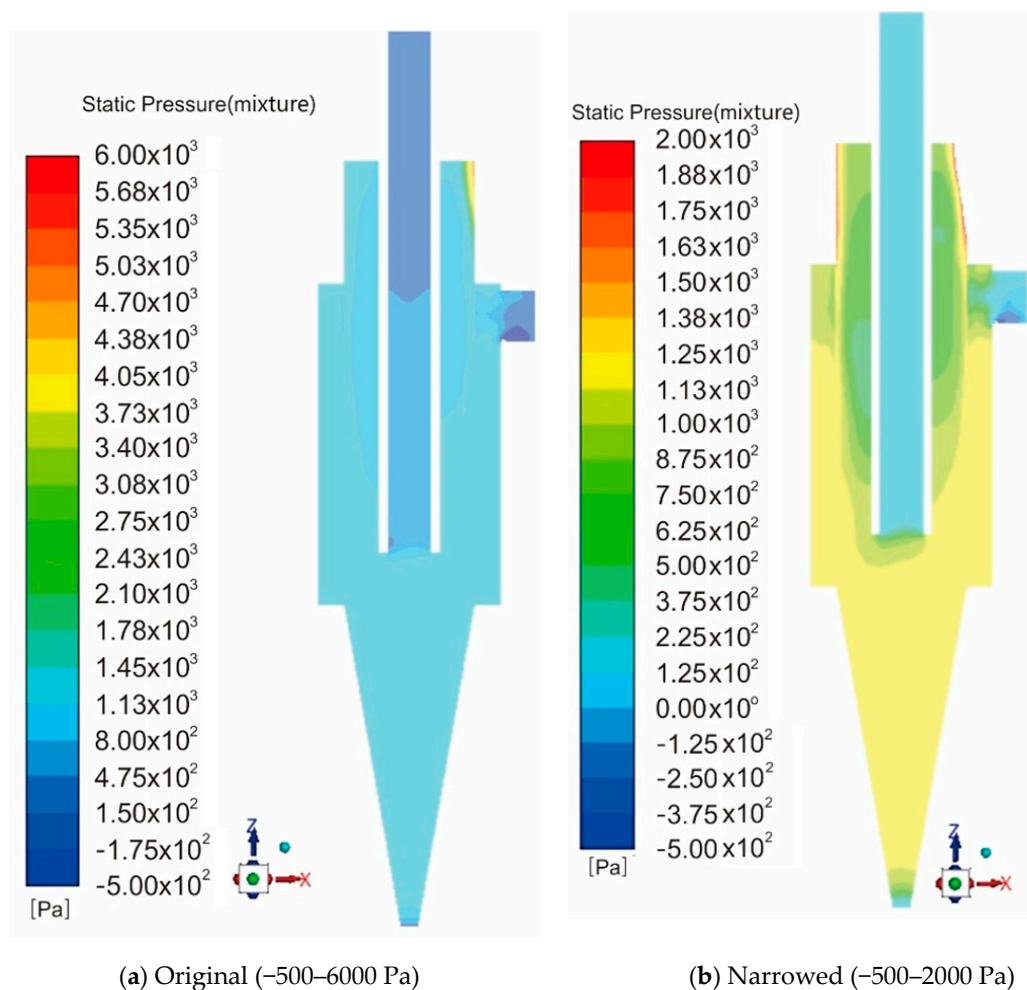 Static Pressure(mixture)
6.00x10³
5.68x10³
5.35x10³
5.03x10³
4.70x10³
4.38x10³
4.05x10³
3.73x10³
3.40x10³
3.08x10³
2.75x10³
2.43x10³
2.10x10³
1.78x10³
1.45x10³
1.13x10³
8.00x10²
4.75x10²
1.50x10²
-1.75x10²
-5.00x10²
[Pa]
Z
X
(a) Original (−500–6000 Pa)
Static Pressure(mixture)
2.00x10³
1.88x10³
1.75x10³
1.63x10³
1.50x10³
1.38x10³
1.25x10³
1.13x10³
1.00x10³
8.75x10²
7.50x10²
6.25x10²
5.00x10²
3.75x10²
2.25x10²
1.25x10²
0.00x10⁰
-1.25x10²
-2.50x10²
-3.75x10²
-5.00x10²
[Pa]
Z
X
(b) Narrowed (−500–2000 Pa)